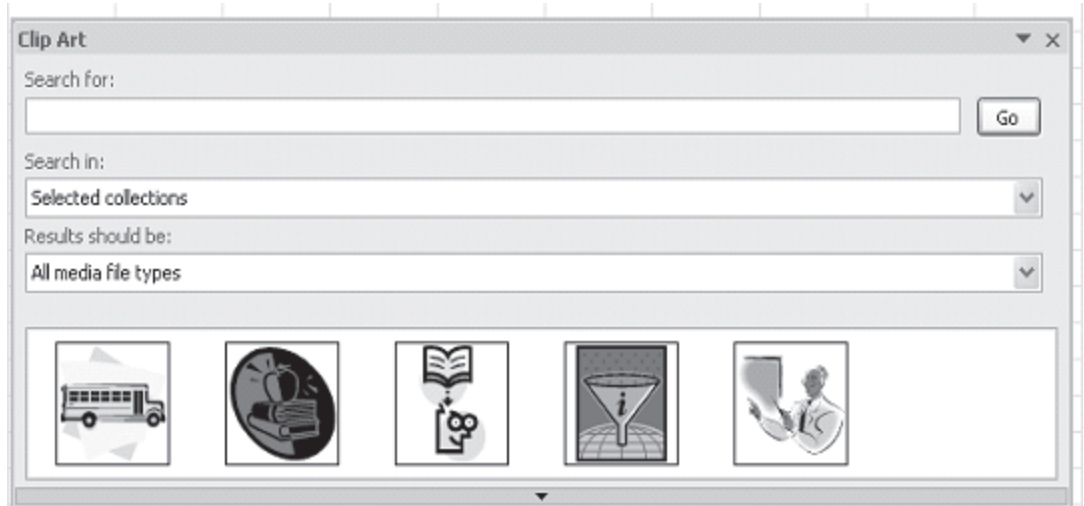 Clip Art
Search for:
Go
Search in:
Selected collections
Results should be:
All media file types
i